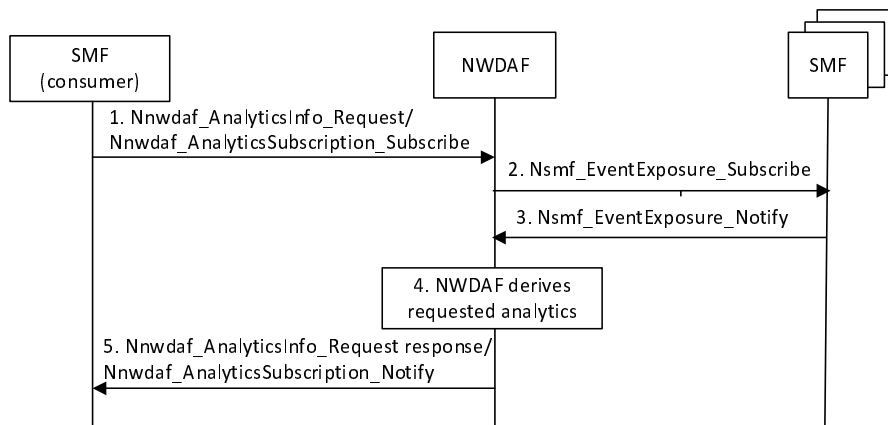 SMF
(consumer)
NWDAF
SMF
1. Nnwdaf_AnalyticsInfo_Request/
Nnwdaf_AnalyticsSubscription_Subscribe
2. Nsmf_EventExposure_Subscribe
3. Nsmf_EventExposure_Notify
4. NWDAF derives
requested analytics
5. Nnwdaf_AnalyticsInfo_Request response/
Nnwdaf_AnalyticsSubscription_Notify